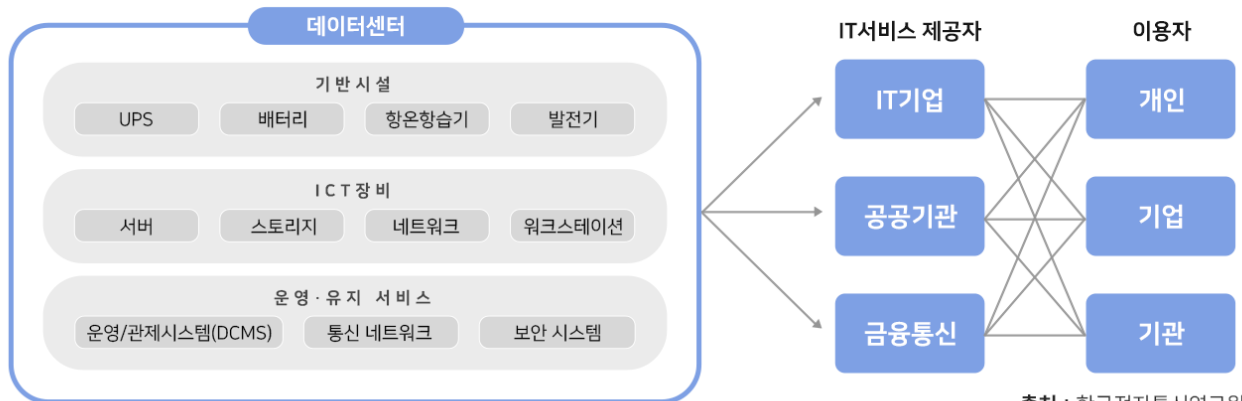 데이터센터
기반시설
UPS 배터리 항온항습기 발전기
ICT장비
서버 스토리지 네트워크 워크스테이션
운영·유지 서비스
운영/관제시스템(DCMS) 통신 네트워크 보안 시스템
IT서비스 제공자 이용자
IT기업 개인
공공기관 기업
금융통신 기관